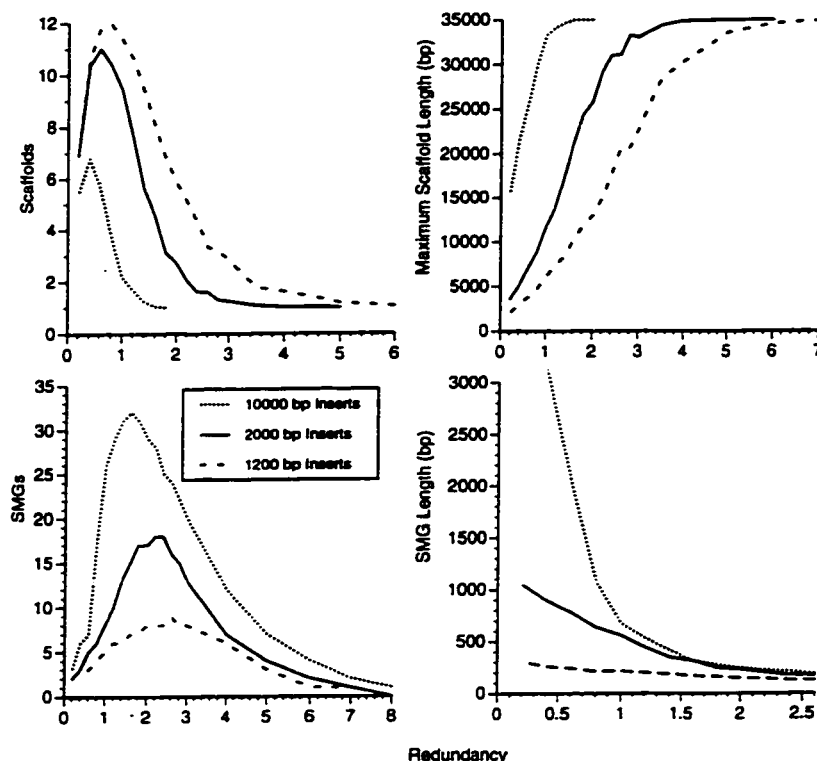 12
10
8
6
4
2
0
Scaffolds
0 1 2 3 4 5 6
35000
30000
25000
20000
15000
10000
5000
0
Maximum Scaffold Length (bp)
0 1 2 3 4 5 6 7
35
30
25
20
15
10
5
0
SMGs
10000 bp Inserts
2000 bp Inserts
1200 bp Inserts
0 1 2 3 4 5 6 7 8
3000
2500
2000
1500
1000
500
0
SMG Length (bp)
0 0.5 1.0 1.5 2 2.5
Redundancy